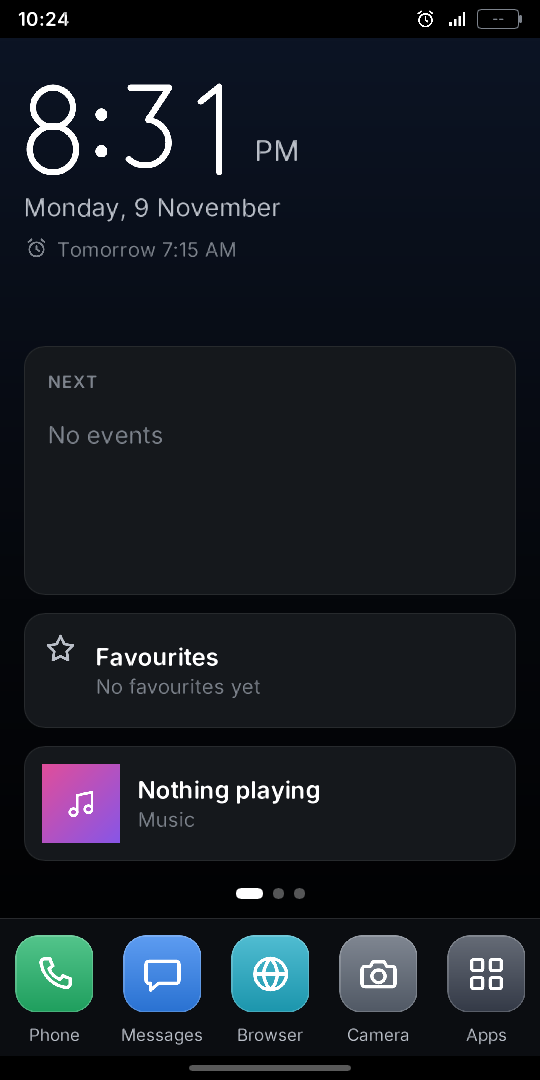 10:24
--
8:31 PM
Monday, 9 November
Tomorrow 7:15 AM
NEXT
No events
Favourites
No favourites yet
Nothing playing
Music
Phone Messages Browser Camera Apps